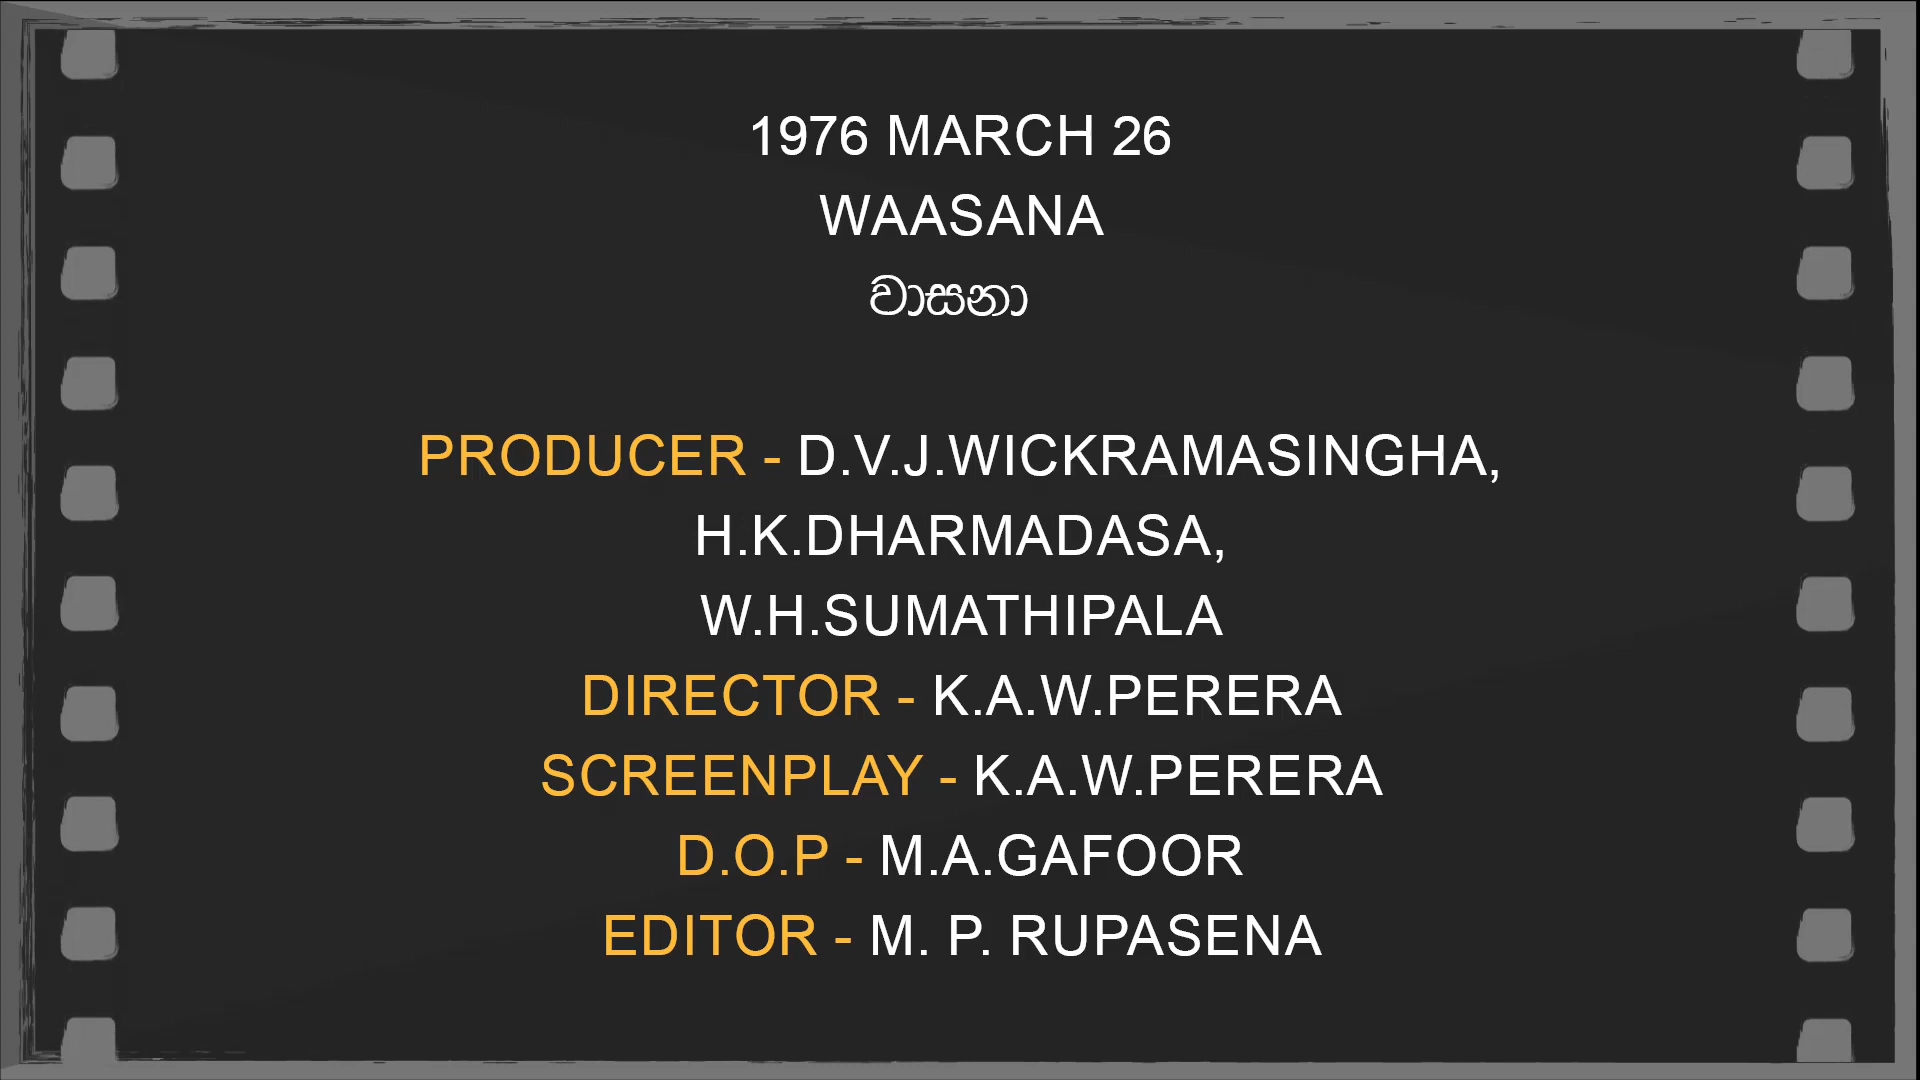 1976 MARCH 26
WAASANA
වාසනා
PRODUCER - D.V.J.WICKRAMASINGHA,
H.K.DHARMADASA,
W.H.SUMATHIPALA
DIRECTOR - K.A.W.PERERA
SCREENPLAY - K.A.W.PERERA
D.O.P - M.A.GAFOOR
EDITOR - M. P. RUPASENA